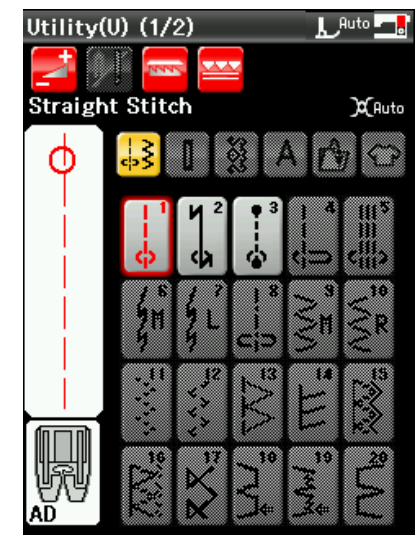 Utility(U) (1/2)
Auto
Straight Stitch
Auto
A
1 2 3 4 5
6 M 7 L 8 9 M 10 R
11 12 13 14 15
16 17 18 19 20
AD